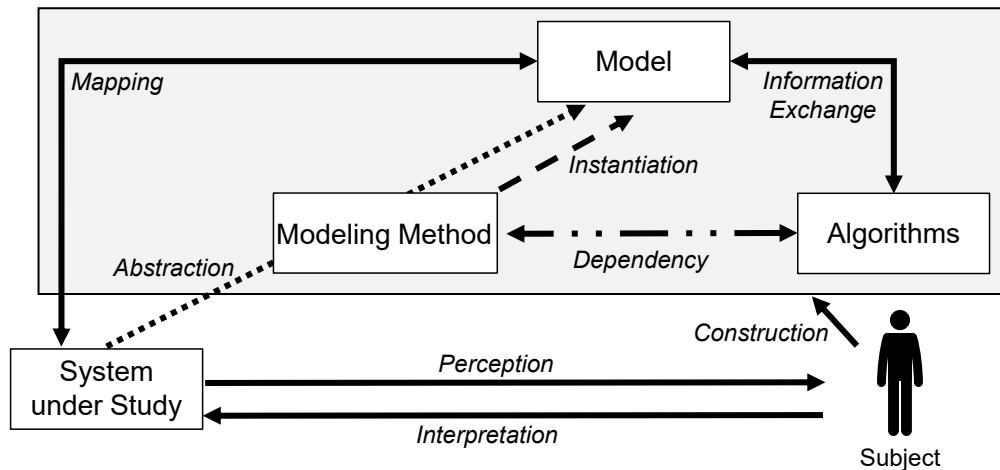 Model
Mapping
Information
Exchange
Instantiation
Modeling Method
Algorithms
Abstraction
Dependency
Construction
System
under Study
Perception
Interpretation
Subject